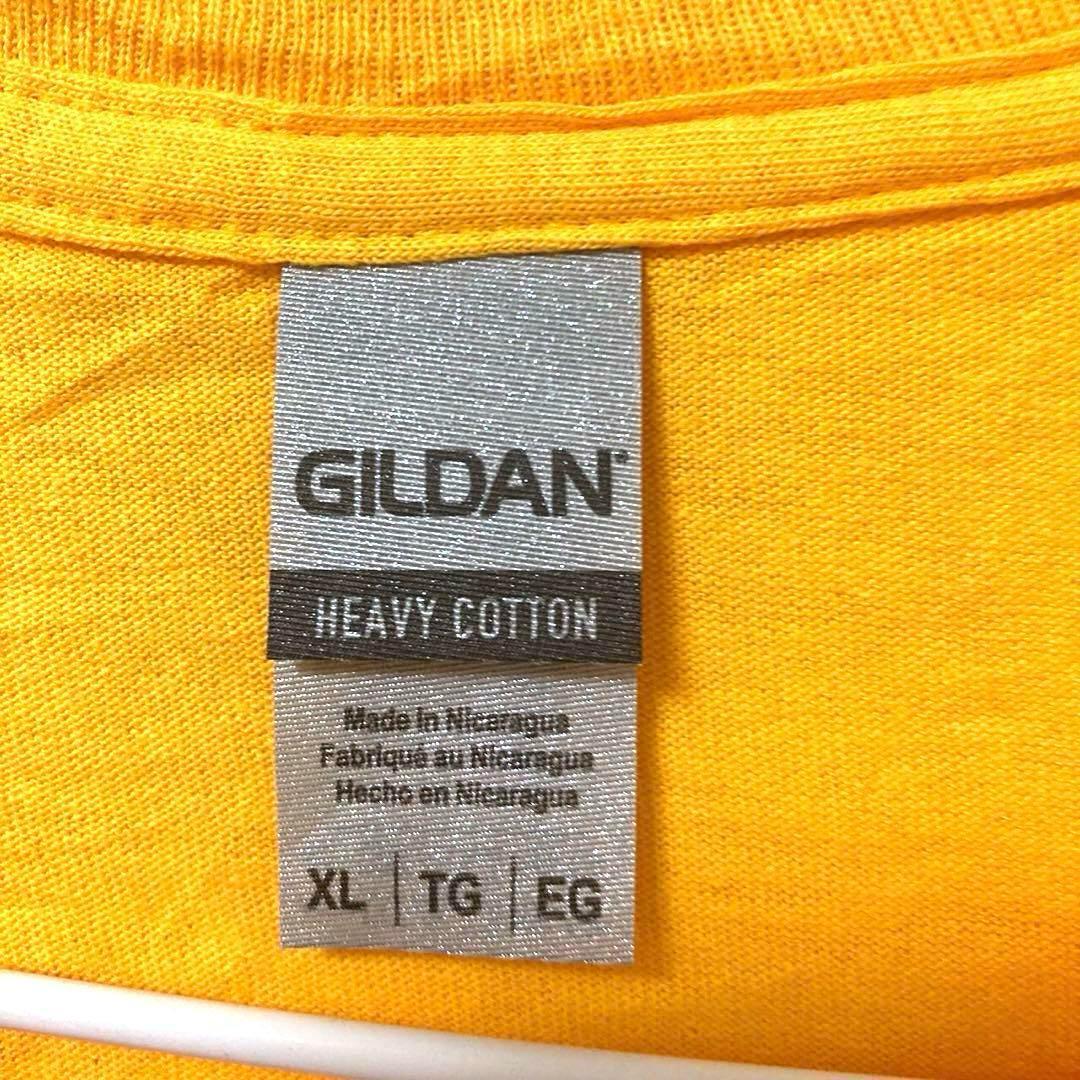 GILDAN
HEAVY COTTON
Made in Nicaragua
Fabriqué au Nicaragua
Hecho en Nicaragua
XL | TG | EG